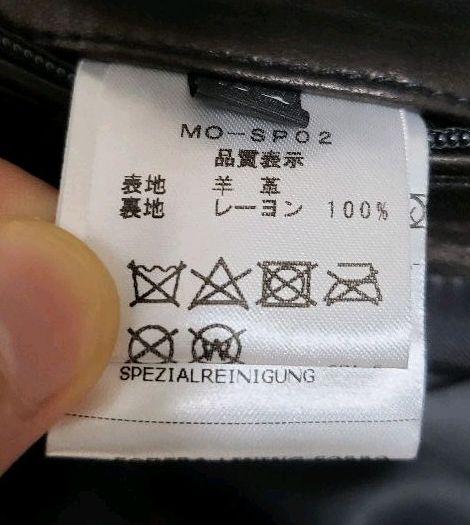 MO-SP02
品質表示
表地 羊 革
裏地 レーヨン 100%
W
SPEZIALREINIGUNG